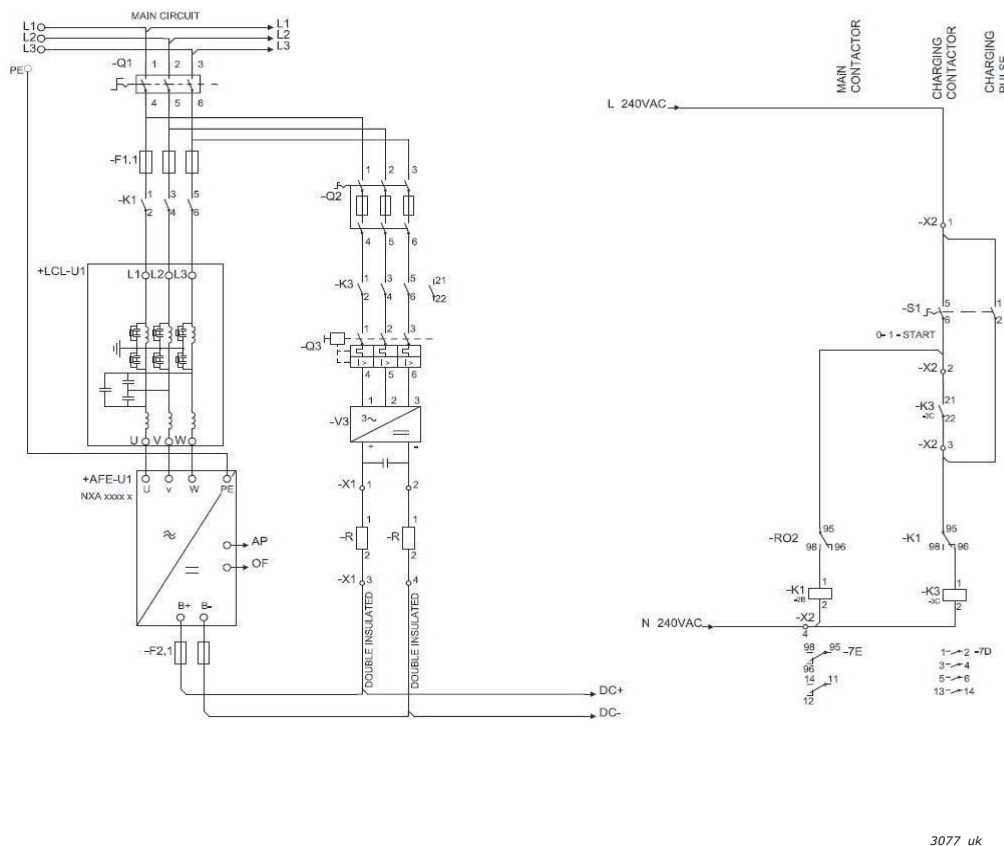 MAIN CIRCUIT
L1 L1
L2 L2
L3 L3
PE
-Q1 1 2 3
4 5 6
-F1.1
-K1 1 3 5
2 4 6
+LCL-U1 L1 L2 L3
U V W
+AFE-U1
NXA xxxx x
U v W PE
AP
OF
B+ B-
-F2,1
1 2 3
-Q2
4 5 6
-K3 1 3 5 21
2 4 6 22
1 2 3
-Q3
I> I> I>
4 5 6
1 2 3
-V3 3~
+ -
-X1 1 2
1 1
-R -R
2 2
-X1 3 4
DOUBLE INSULATED
DOUBLE INSULATED
DC+
DC-
MAIN
CONTACTOR
CHARGING
CONTACTOR
CHARGING
PULSE
L 240VAC
-X2 1
-S1 5 1
6 2
0- 1 - START
-X2 2
-K3 21
-3C 22
-X2 3
-RO2 95
98 96
-K1 95
98 96
-K1 1
-2B 2
-K3 1
-3C 2
N 240VAC -X2
4
98 95 -7E
96
14 11
12
1 2 -7D
3 4
5 6
13 14
3077_uk